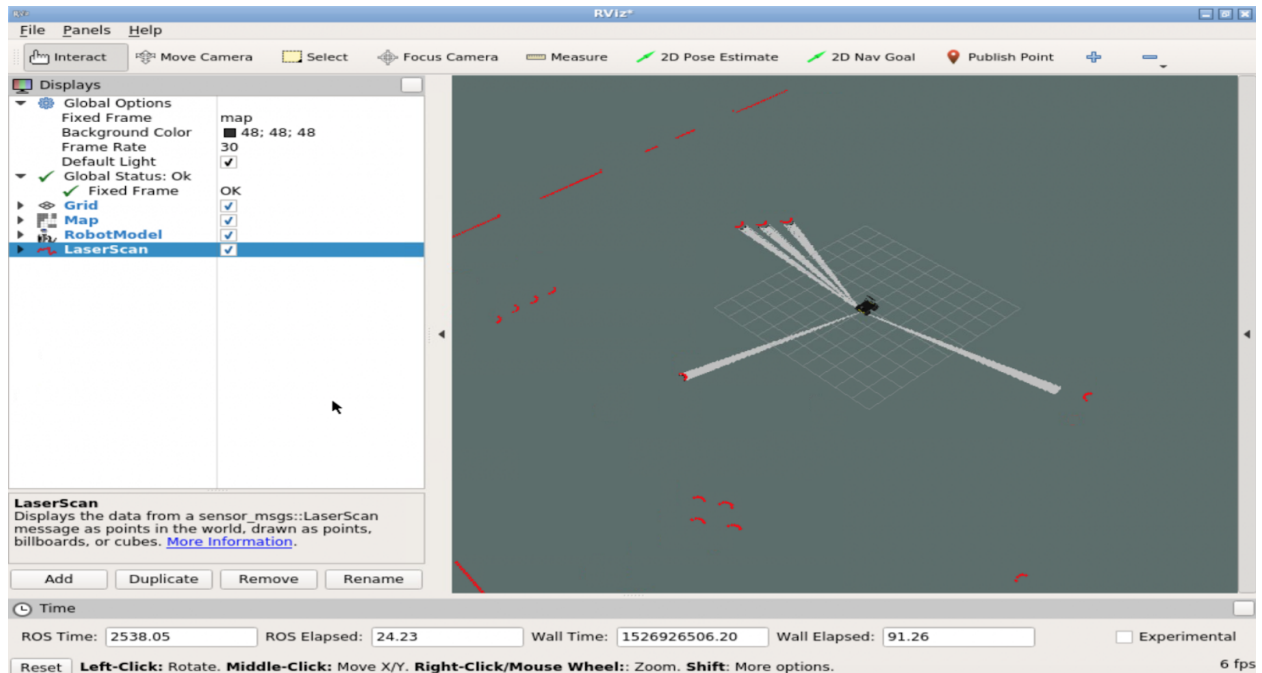 RViz*
File Panels Help
Interact Move Camera Select Focus Camera Measure 2D Pose Estimate 2D Nav Goal Publish Point
Displays
Global Options
Fixed Frame map
Background Color 48; 48; 48
Frame Rate 30
Default Light
Global Status: Ok
Fixed Frame OK
Grid
Map
RobotModel
LaserScan
LaserScan
Displays the data from a sensor_msgs::LaserScan
message as points in the world, drawn as points,
billboards, or cubes. More Information.
Add Duplicate Remove Rename
Time
ROS Time: 2538.05 ROS Elapsed: 24.23 Wall Time: 1526926506.20 Wall Elapsed: 91.26 Experimental
Reset Left-Click: Rotate. Middle-Click: Move X/Y. Right-Click/Mouse Wheel:: Zoom. Shift: More options. 6 fps